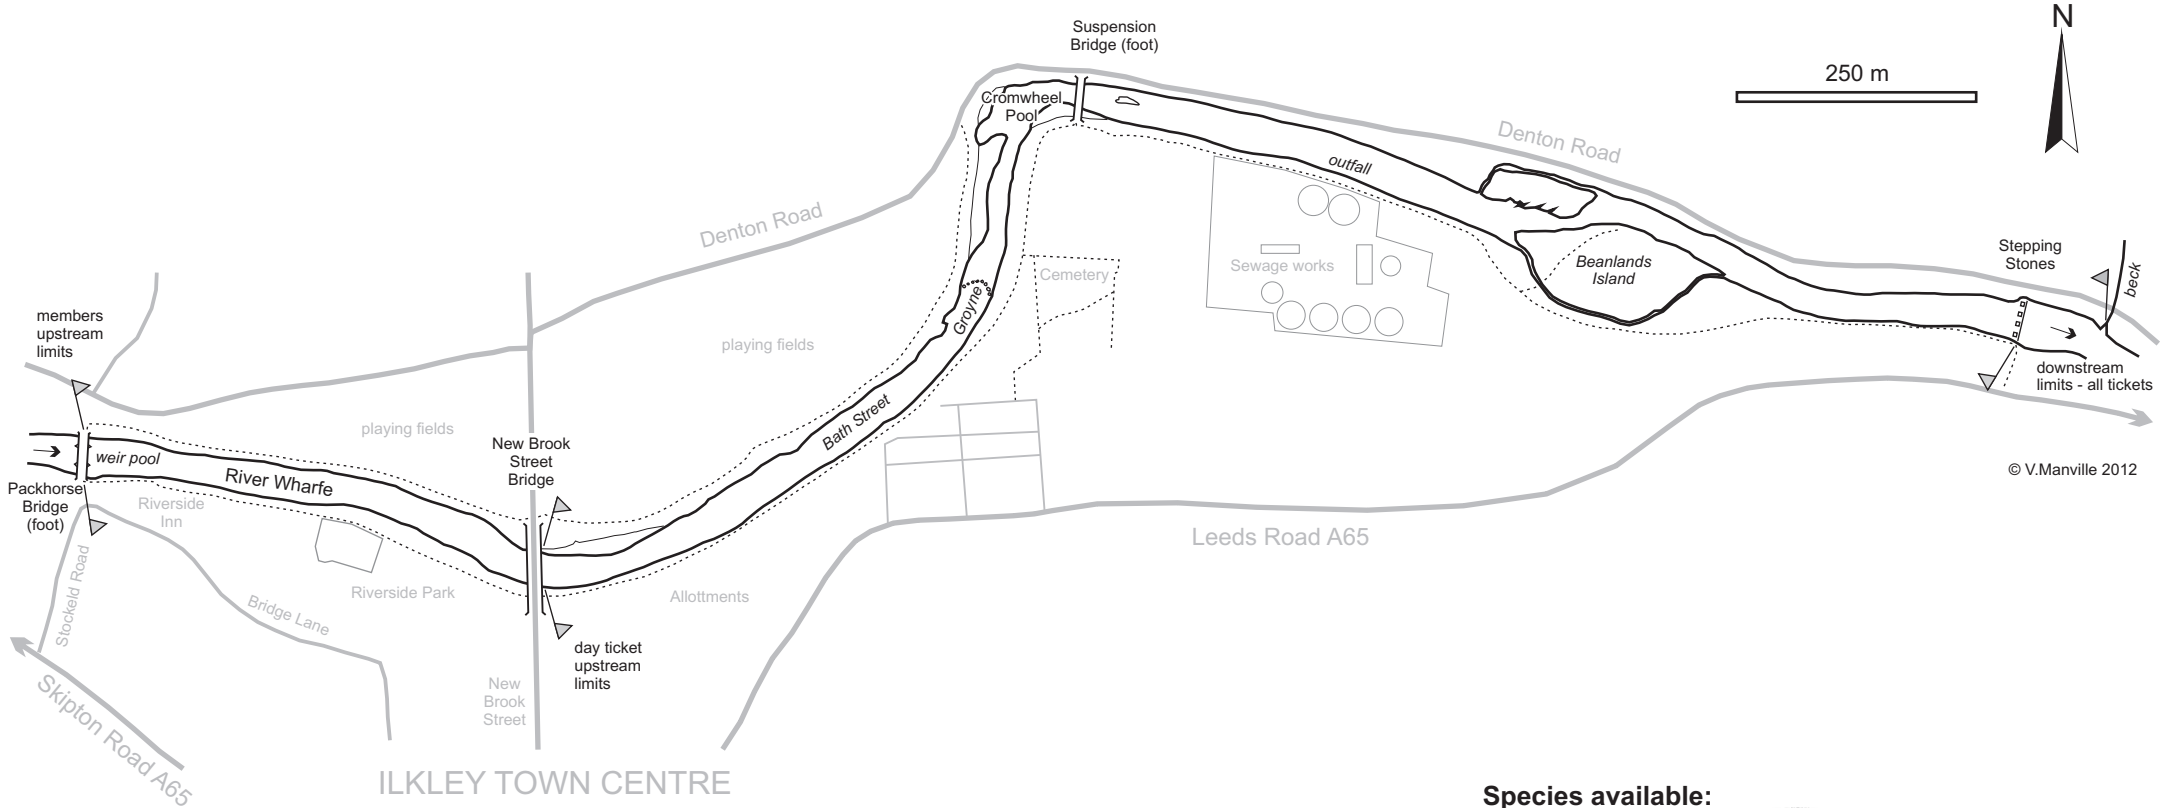 Suspension
Bridge (foot)
N
250 m
Cromwheel
Pool
Denton Road
outfall
Denton Road
Stepping
Stones
beck
Cemetery
Sewage works
Beanlands
Island
Groyne
members
upstream
limits
playing fields
downstream
limits - all tickets
Bath Street
playing fields
New Brook
Street
Bridge
weir pool
River Wharfe
© V.Manville 2012
Packhorse
Bridge
(foot)
Riverside
Inn
Leeds Road A65
Stockeld Road
Riverside Park
Allottments
Bridge Lane
day ticket
upstream
limits
New
Brook
Street
Skipton Road A65
ILKLEY TOWN CENTRE
Species available: